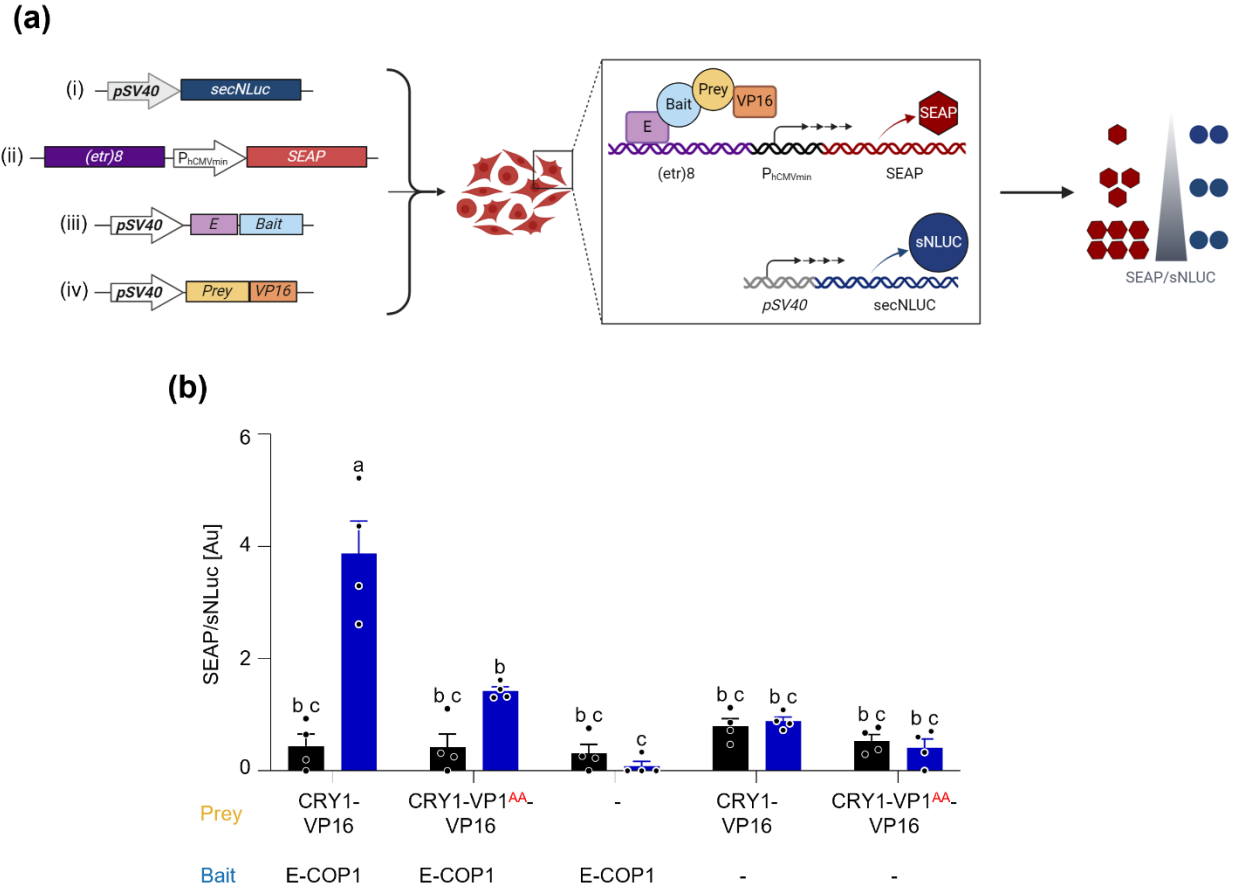 (a)
(i) pSV40 secNLuc
(ii) (etr)8 PhCMVmin SEAP
(iii) pSV40 E Bait
(iv) pSV40 Prey VP16
E Bait Prey VP16 SEAP
(etr)8 PhCMVmin SEAP
sNLUC
pSV40 secNLUC
SEAP/sNLUC
(b)
SEAP/sNLuc [Au]
6
4
2
0
b c a b c b b c c b c b c b c b c
Prey CRY1- CRY1-VP1AA- - CRY1- CRY1-VP1AA-
VP16 VP16 VP16 VP16
Bait E-COP1 E-COP1 E-COP1 - -